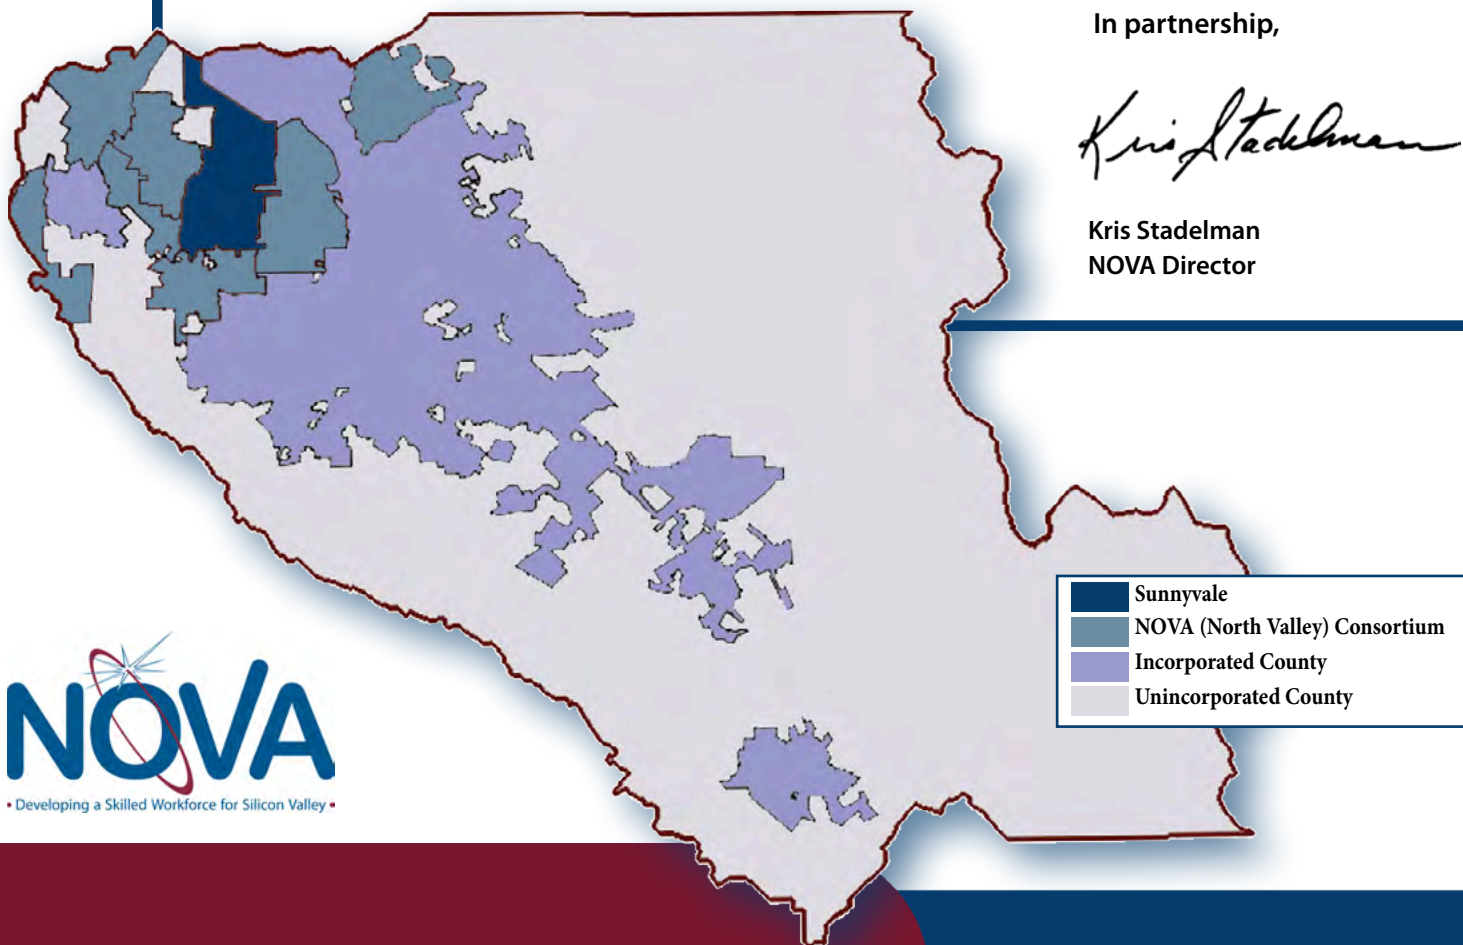 In partnership,
Kris Stadelman
Kris Stadelman
NOVA Director
Sunnyvale
NOVA (North Valley) Consortium
Incorporated County
Unincorporated County
NOVA
• Developing a Skilled Workforce for Silicon Valley •